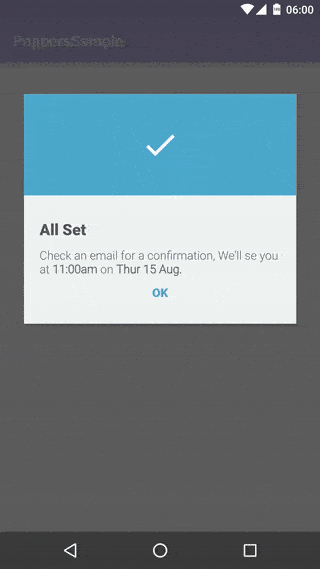 06:00
All Set
Check an email for a confirmation, We'll se you
at 11:00am on Thur 15 Aug.
OK